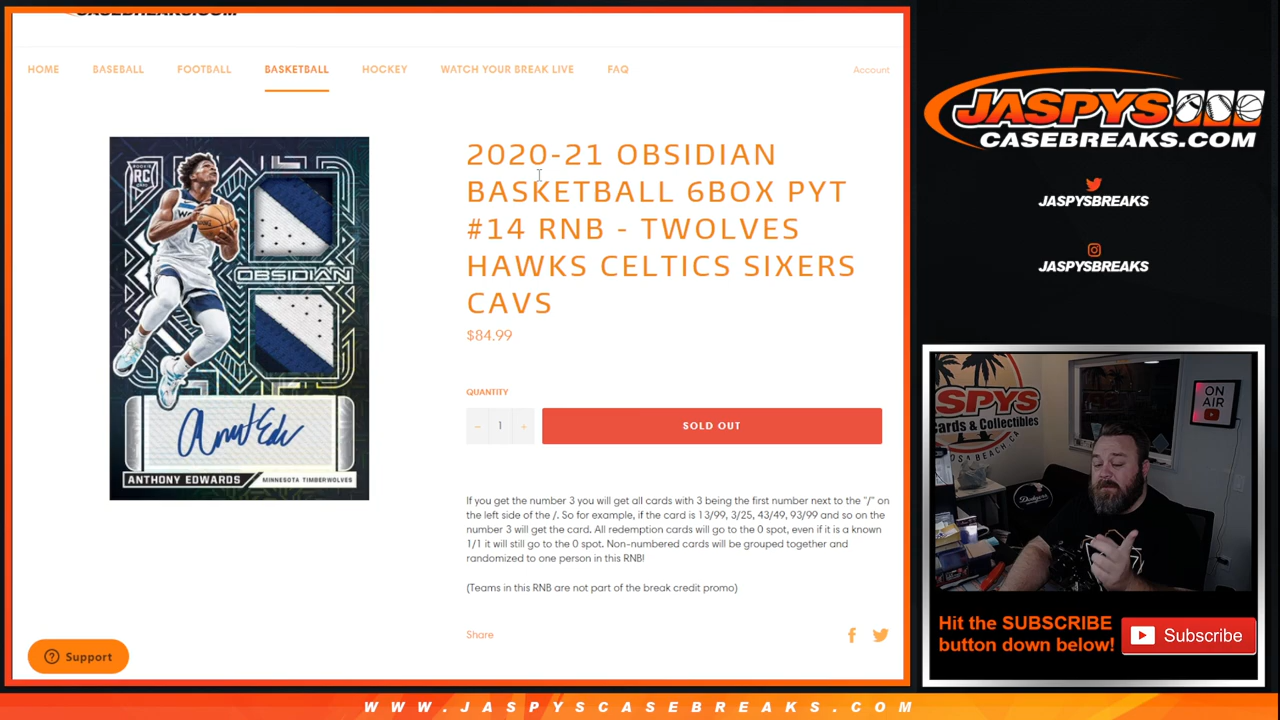 HOME BASEBALL FOOTBALL BASKETBALL HOCKEY WATCH YOUR BREAK LIVE FAQ Account
ROOKIE
RC
OBSIDIAN
ANTHONY EDWARDS MINNESOTA TIMBERWOLVES
2020-21 OBSIDIAN
BASKETBALL 6BOX PYT
#14 RNB - TWOLVES
HAWKS CELTICS SIXERS
CAVS
$84.99
QUANTITY
− 1 +
SOLD OUT
If you get the number 3 you will get all cards with 3 being the first number next to the "/" on
the left side of the /. So for example, if the card is 13/99, 3/25, 43/49, 93/99 and so on the
number 3 will get the card. All redemption cards will go to the 0 spot, even if it is a known
1/1 it will still go to the 0 spot. Non-numbered cards will be grouped together and
randomized to one person in this RNB!
(Teams in this RNB are not part of the break credit promo)
Share
Support
JASPYS
CASEBREAKS.COM
JASPYSBREAKS
JASPYSBREAKS
JASPYS
Cards & Collectibles
ON
AIR
Dodgers
Hit the SUBSCRIBE
button down below!
Subscribe
WWW.JASPYSCASEBREAKS.COM